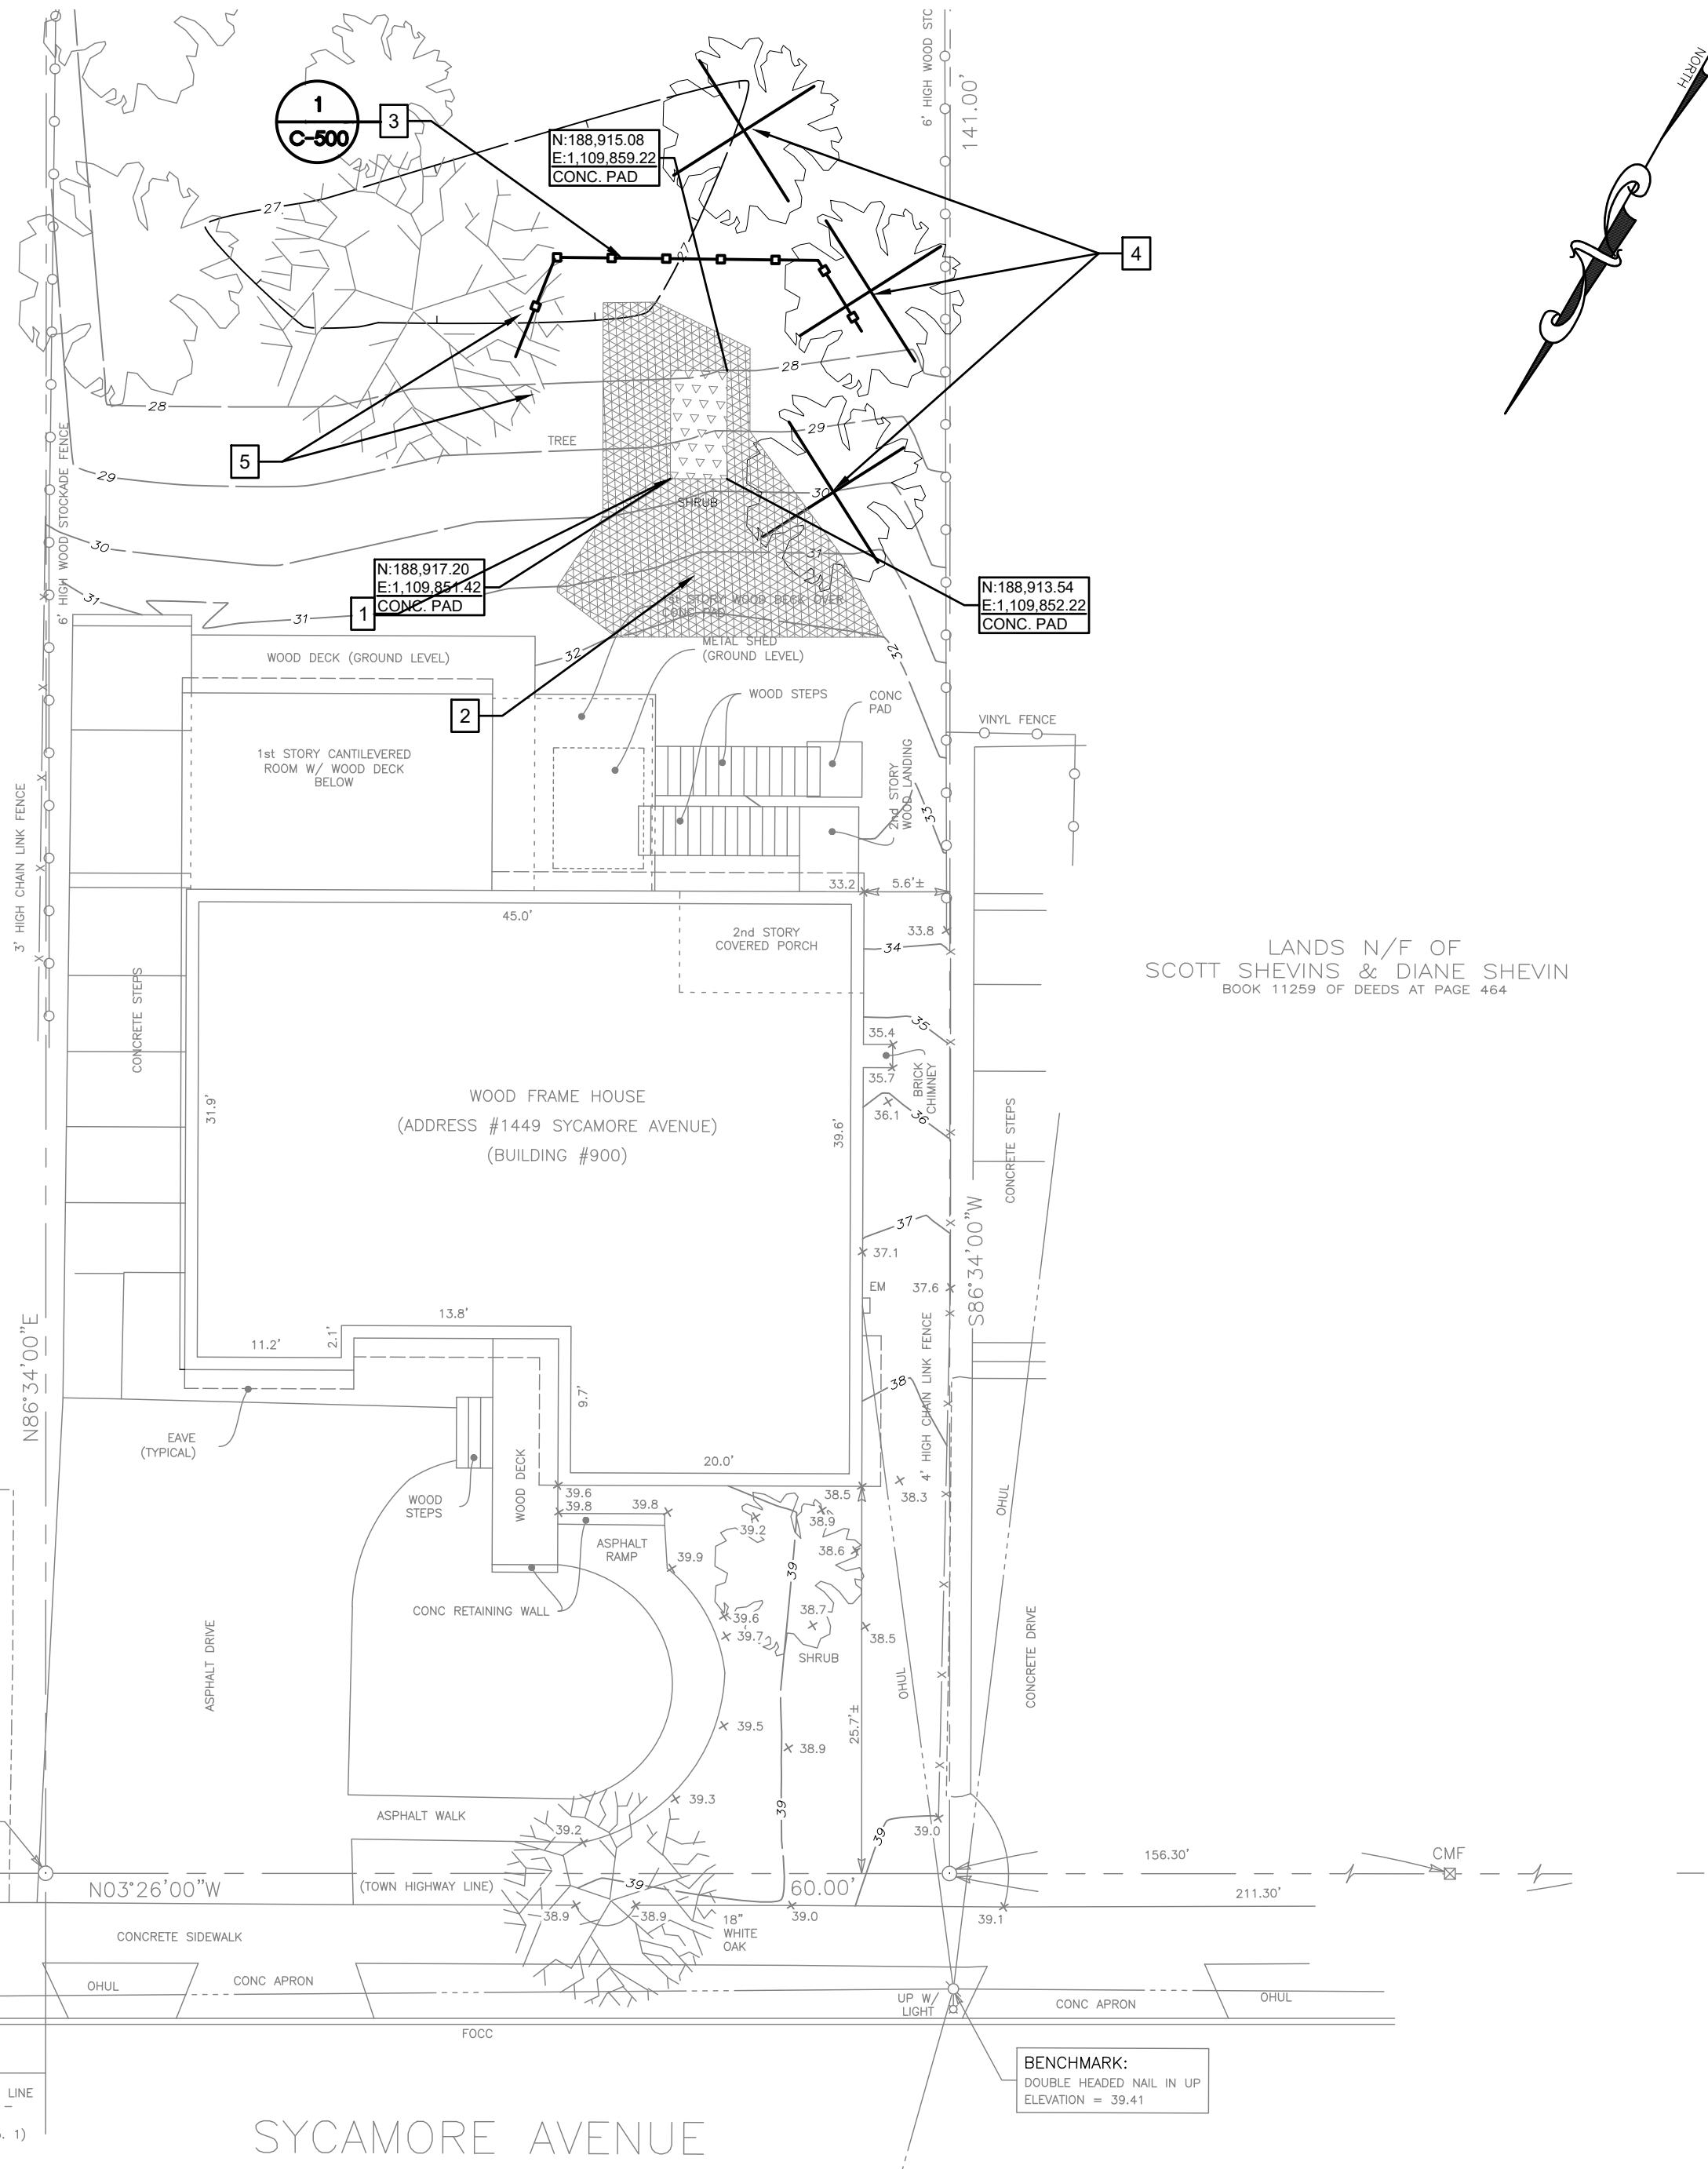 6' HIGH WOOD STC
141.00'
NORTH
1
C-500
3
N:188,915.08
E:1,109,859.22
CONC. PAD
4
27
28
28
29
29
TREE
5
6' HIGH WOOD STOCKADE FENCE
30
SHRUB
30
31
31
31
N:188,917.20
E:1,109,851.42
CONC. PAD
1
N:188,913.54
E:1,109,852.22
CONC. PAD
STORY WOOD DECK OVER
CONC PAD
32
32
WOOD DECK (GROUND LEVEL)
METAL SHED
(GROUND LEVEL)
2
WOOD STEPS
CONC
PAD
VINYL FENCE
1st STORY CANTILEVERED
ROOM W/ WOOD DECK
BELOW
2nd STORY
WOOD LANDING
33
3' HIGH CHAIN LINK FENCE
33.2
5.6'±
45.0'
2nd STORY
COVERED PORCH
33.8
34
LANDS N/F OF
SCOTT SHEVINS & DIANE SHEVIN
BOOK 11259 OF DEEDS AT PAGE 464
CONCRETE STEPS
35
35.4
35.7
BRICK
CHIMNEY
36.1
36
31.9'
WOOD FRAME HOUSE
(ADDRESS #1449 SYCAMORE AVENUE)
(BUILDING #900)
39.6'
CONCRETE STEPS
37
37.1
EM
37.6
S86°34'00"W
N86°34'00"E
13.8'
11.2'
2.1'
9.7'
38
4' HIGH CHAIN LINK FENCE
EAVE
(TYPICAL)
20.0'
WOOD
STEPS
WOOD DECK
39.6
39.8
39.8
38.5
38.3
OHUL
39.2
38.9
ASPHALT
RAMP
38.6
39.9
39
CONC RETAINING WALL
39.6
39.7
38.7
38.5
SHRUB
ASPHALT DRIVE
CONCRETE DRIVE
OHUL
39.5
38.9
25.7'±
39.3
ASPHALT WALK
39
39.2
39
39.0
156.30'
CMF
N03°26'00"W
(TOWN HIGHWAY LINE)
39
60.00'
211.30'
38.9
38.9
18"
WHITE
OAK
39.0
39.1
CONCRETE SIDEWALK
OHUL
CONC APRON
UP W/
LIGHT
CONC APRON
OHUL
FOCC
BENCHMARK:
DOUBLE HEADED NAIL IN UP
ELEVATION = 39.41
LINE
. 1)
SYCAMORE AVENUE